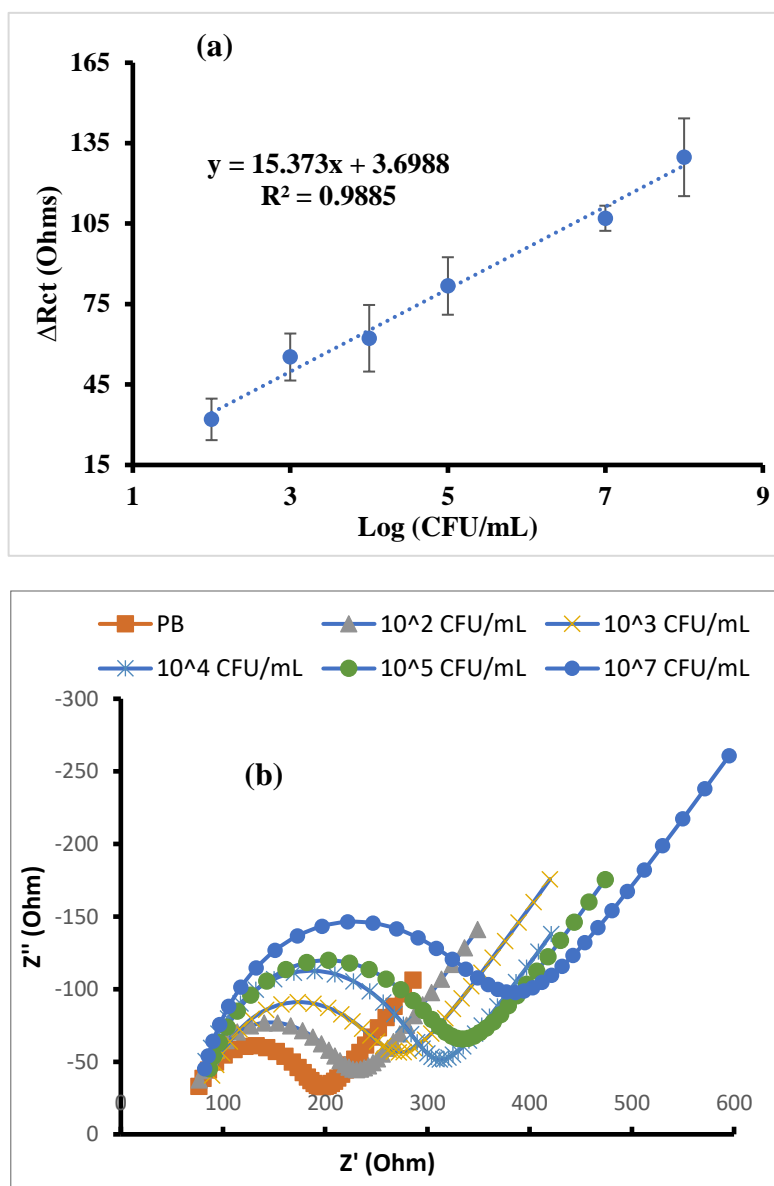 (a)
165
135
105
75
45
15
ΔRct (Ohms)
y = 15.373x + 3.6988
R² = 0.9885
1 3 5 7 9
Log (CFU/mL)
PB 10^2 CFU/mL 10^3 CFU/mL
10^4 CFU/mL 10^5 CFU/mL 10^7 CFU/mL
(b)
-300
-250
-200
-150
-100
-50
0
Z'' (Ohm)
0 100 200 300 400 500 600
Z' (Ohm)